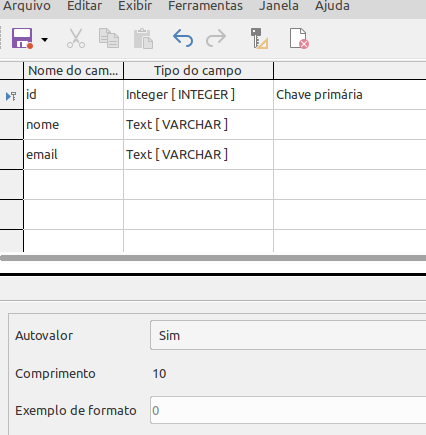 Arquivo Editar Exibir Ferramentas Janela Ajuda
Nome do cam... Tipo do campo
id Integer [ INTEGER ] Chave primária
nome Text [ VARCHAR ]
email Text [ VARCHAR ]
Autovalor Sim
Comprimento 10
Exemplo de formato 0